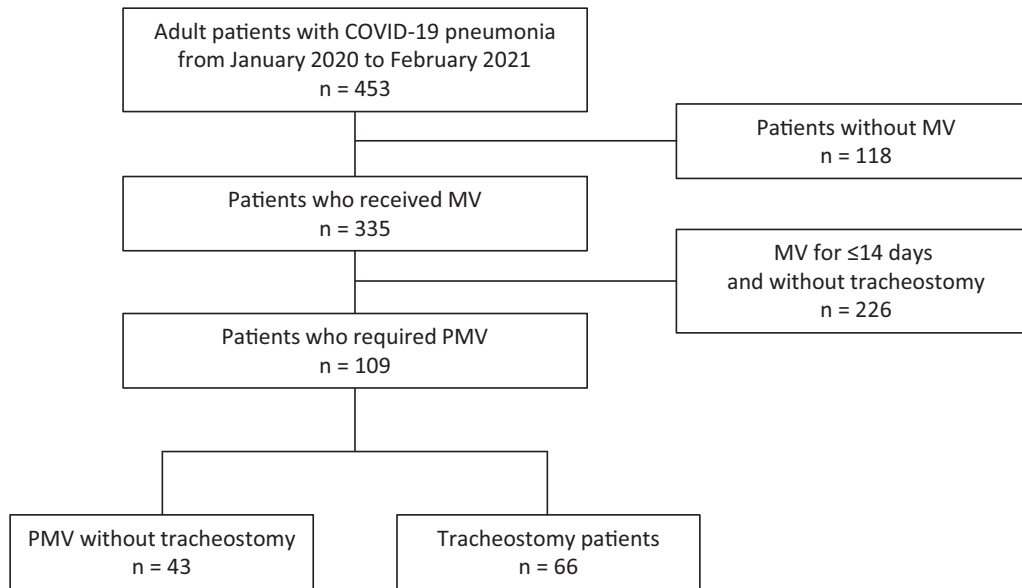 Adult patients with COVID-19 pneumonia
from January 2020 to February 2021
n = 453
Patients without MV
n = 118
Patients who received MV
n = 335
MV for ≤14 days
and without tracheostomy
n = 226
Patients who required PMV
n = 109
PMV without tracheostomy
n = 43
Tracheostomy patients
n = 66